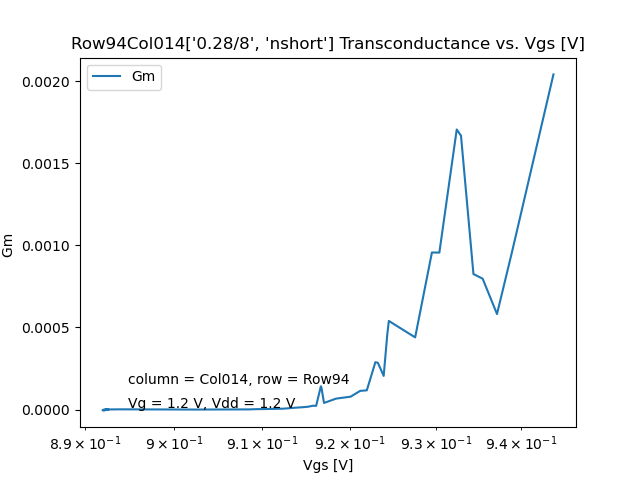 Row94Col014['0.28/8', 'nshort'] Transconductance vs. Vgs [V]
Gm
0.0020
0.0015
0.0010
0.0005
0.0000
Gm
column = Col014, row = Row94
Vg = 1.2 V, Vdd = 1.2 V
8.9 × 10⁻¹ 9 × 10⁻¹ 9.1 × 10⁻¹ 9.2 × 10⁻¹ 9.3 × 10⁻¹ 9.4 × 10⁻¹
Vgs [V]